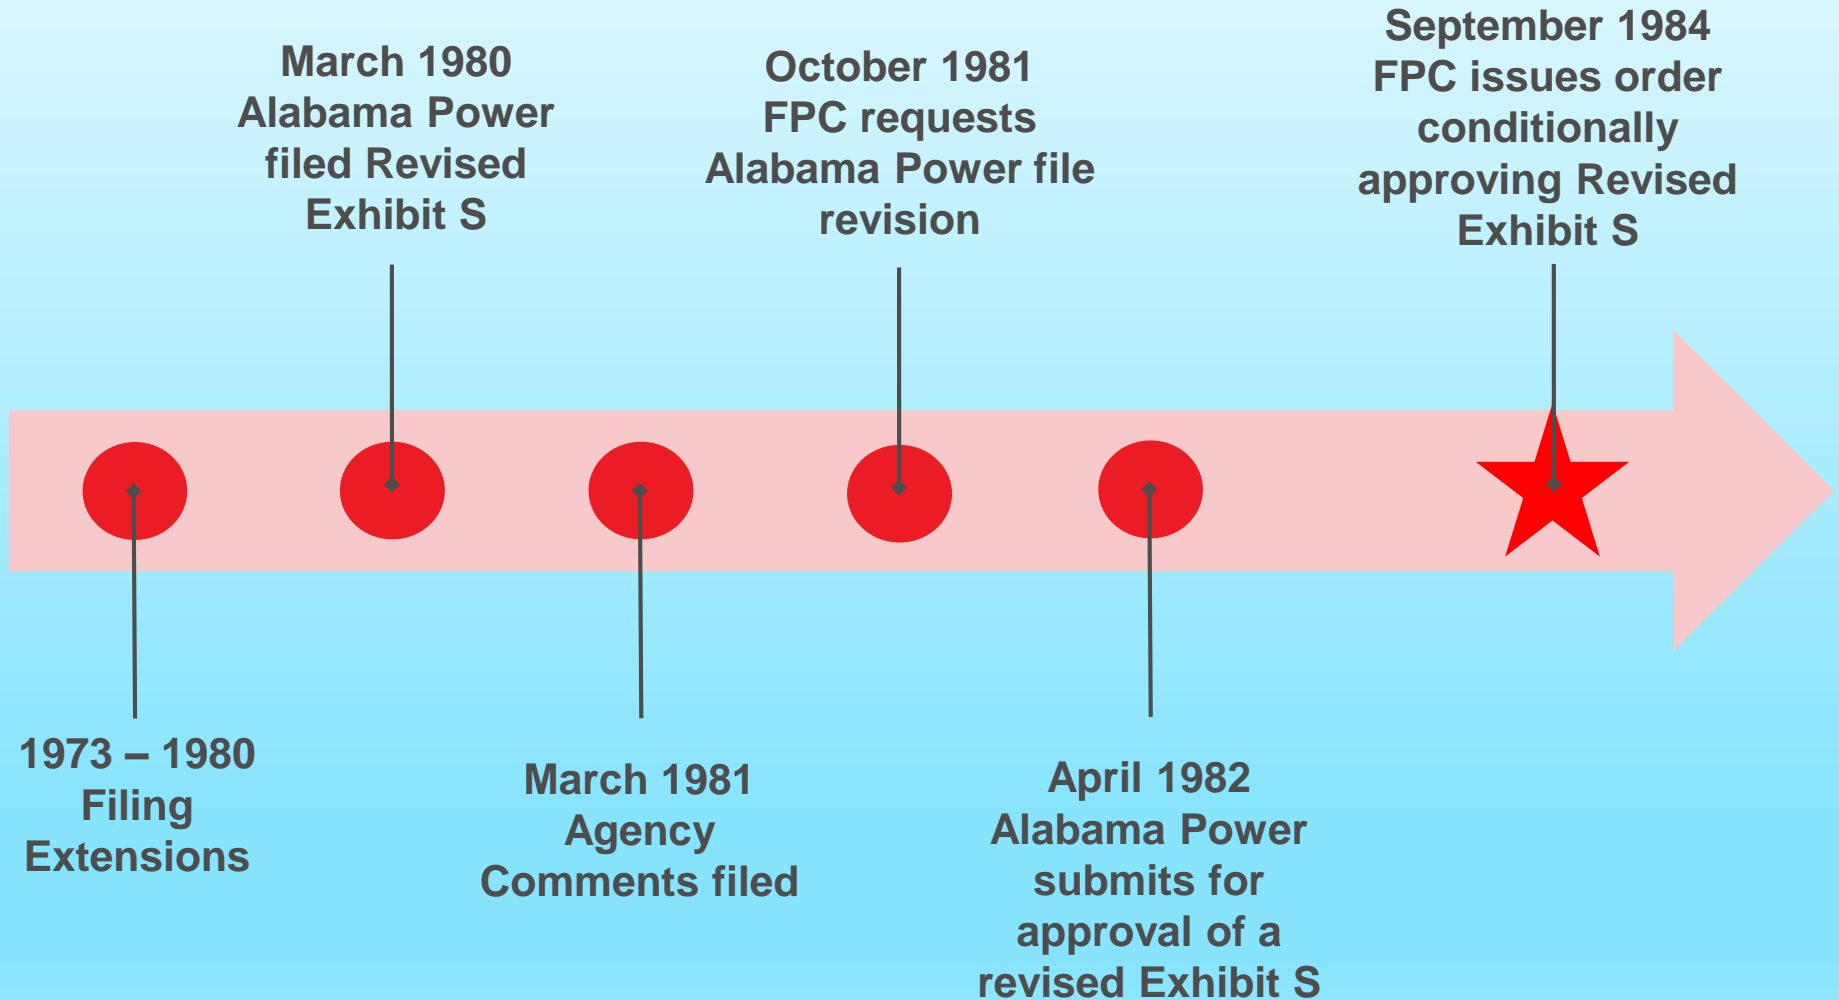 March 1980
Alabama Power
filed Revised
Exhibit S
October 1981
FPC requests
Alabama Power file
revision
September 1984
FPC issues order
conditionally
approving Revised
Exhibit S
1973 – 1980
Filing
Extensions
March 1981
Agency
Comments filed
April 1982
Alabama Power
submits for
approval of a
revised Exhibit S